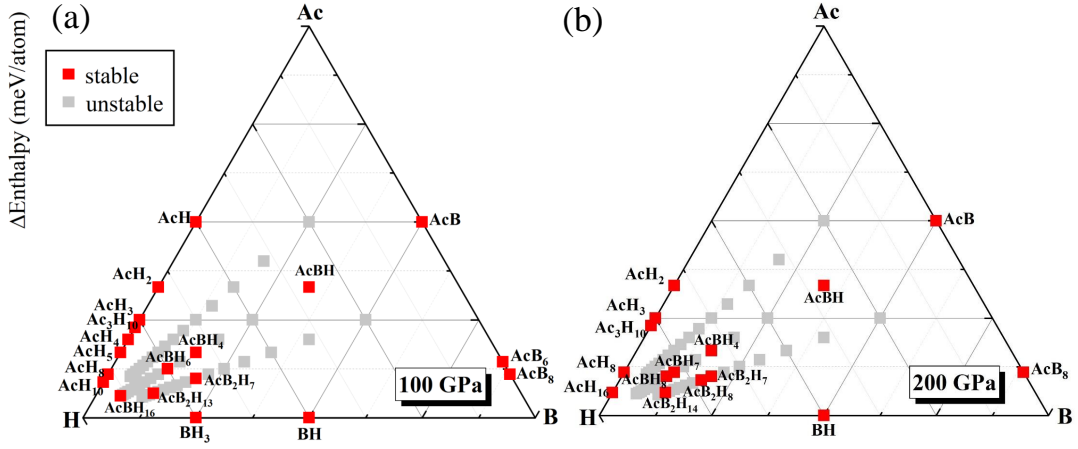 (a)
Ac
stable
unstable
ΔEnthalpy (meV/atom)
AcH
AcB
AcH₂
AcBH
AcH₃
Ac₃H₁₀
AcH₄
AcBH₄
AcH₅
AcBH₆
AcB₆
AcH₈
AcB₈
AcB₂H₇
AcH₁₀
100 GPa
AcBH₁₆
AcB₂H₁₃
H
B
BH₃
BH
(b)
Ac
AcB
AcH₂
AcBH
AcH₃
Ac₃H₁₀
AcBH₄
AcH₈
AcBH₇
AcB₂H₇
AcB₈
200 GPa
AcBH₈
AcH₁₆
AcB₂H₈
AcB₂H₁₄
H
B
BH